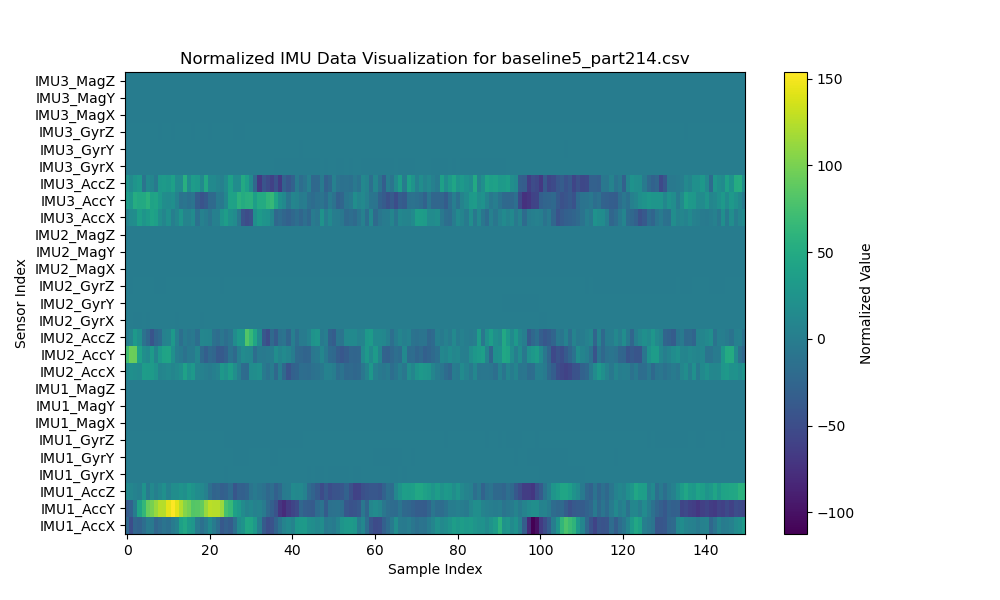 Normalized IMU Data Visualization for baseline5_part214.csv
IMU3_MagZ
IMU3_MagY
IMU3_MagX
IMU3_GyrZ
IMU3_GyrY
IMU3_GyrX
IMU3_AccZ
IMU3_AccY
IMU3_AccX
IMU2_MagZ
IMU2_MagY
IMU2_MagX
IMU2_GyrZ
IMU2_GyrY
IMU2_GyrX
IMU2_AccZ
IMU2_AccY
IMU2_AccX
IMU1_MagZ
IMU1_MagY
IMU1_MagX
IMU1_GyrZ
IMU1_GyrY
IMU1_GyrX
IMU1_AccZ
IMU1_AccY
IMU1_AccX
Sensor Index
0 20 40 60 80 100 120 140
Sample Index
150
100
50
0
−50
−100
Normalized Value